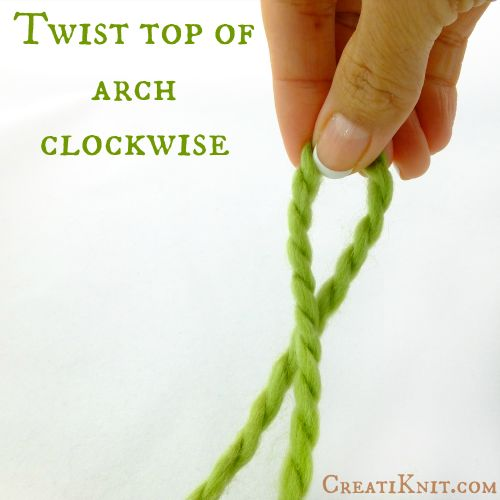 Twist top of
arch
clockwise
CreatiKnit.com